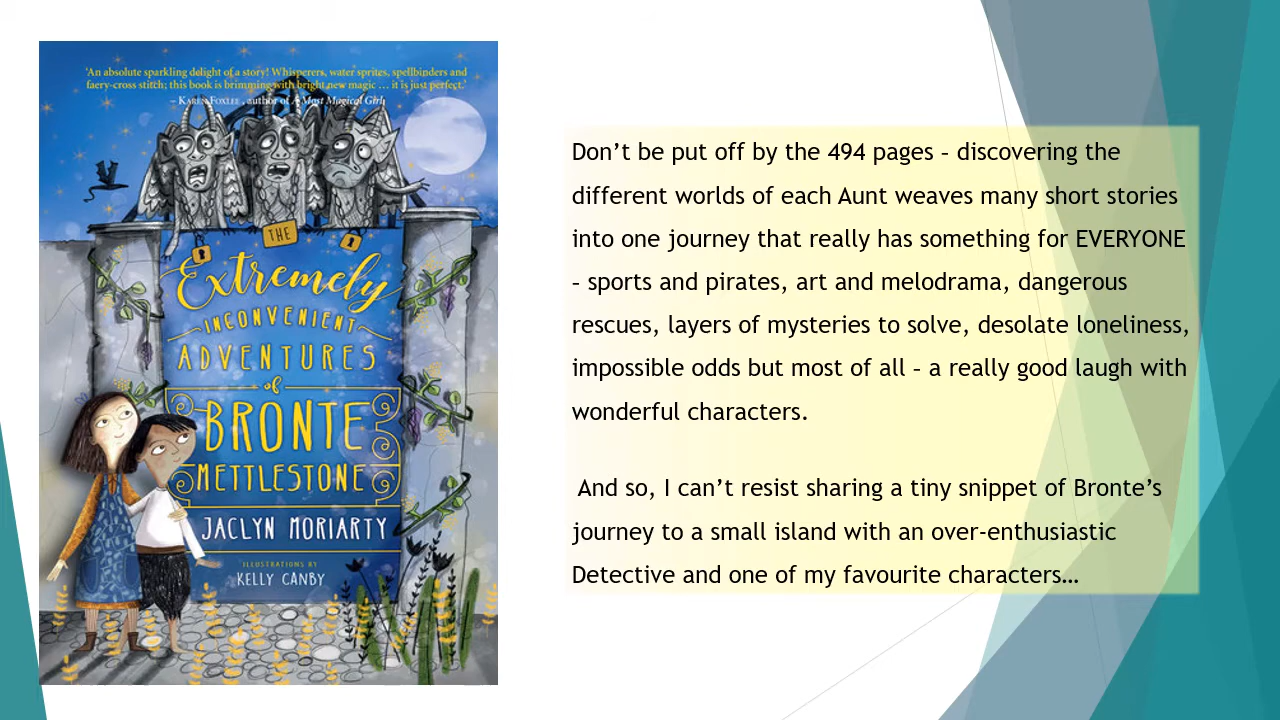 'An absolute sparkling delight of a story! Whisperers, water sprites, spellbinders and
faery-cross stitch; this book is brimming with bright new magic … it is just perfect.'
– Karen Foxlee, author of A Most Magical Girl
THE
Extremely
INCONVENIENT
ADVENTURES
of
BRONTE
METTLESTONE
JACLYN MORIARTY
ILLUSTRATIONS BY
KELLY CANBY
Don’t be put off by the 494 pages – discovering the
different worlds of each Aunt weaves many short stories
into one journey that really has something for EVERYONE
– sports and pirates, art and melodrama, dangerous
rescues, layers of mysteries to solve, desolate loneliness,
impossible odds but most of all – a really good laugh with
wonderful characters.
And so, I can’t resist sharing a tiny snippet of Bronte’s
journey to a small island with an over-enthusiastic
Detective and one of my favourite characters…